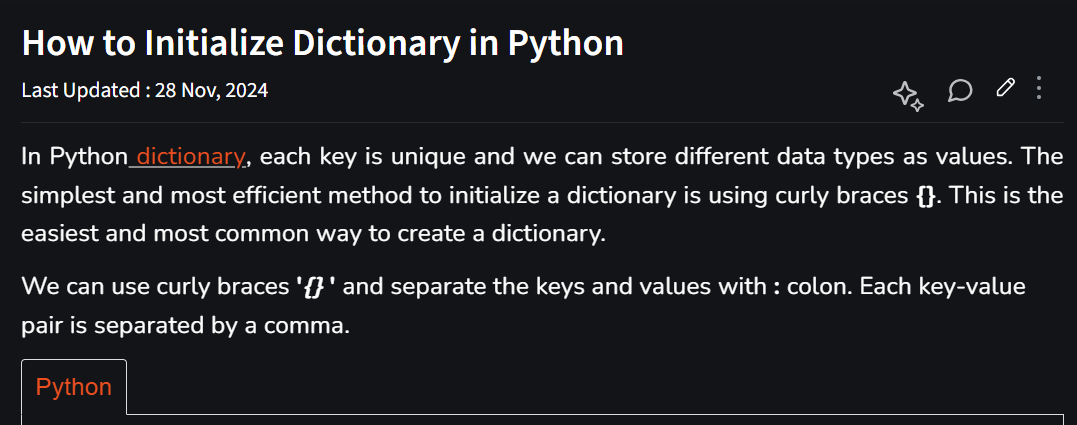 How to Initialize Dictionary in Python
Last Updated : 28 Nov, 2024
In Python dictionary, each key is unique and we can store different data types as values. The
simplest and most efficient method to initialize a dictionary is using curly braces {}. This is the
easiest and most common way to create a dictionary.
We can use curly braces '{} ' and separate the keys and values with : colon. Each key-value
pair is separated by a comma.
Python